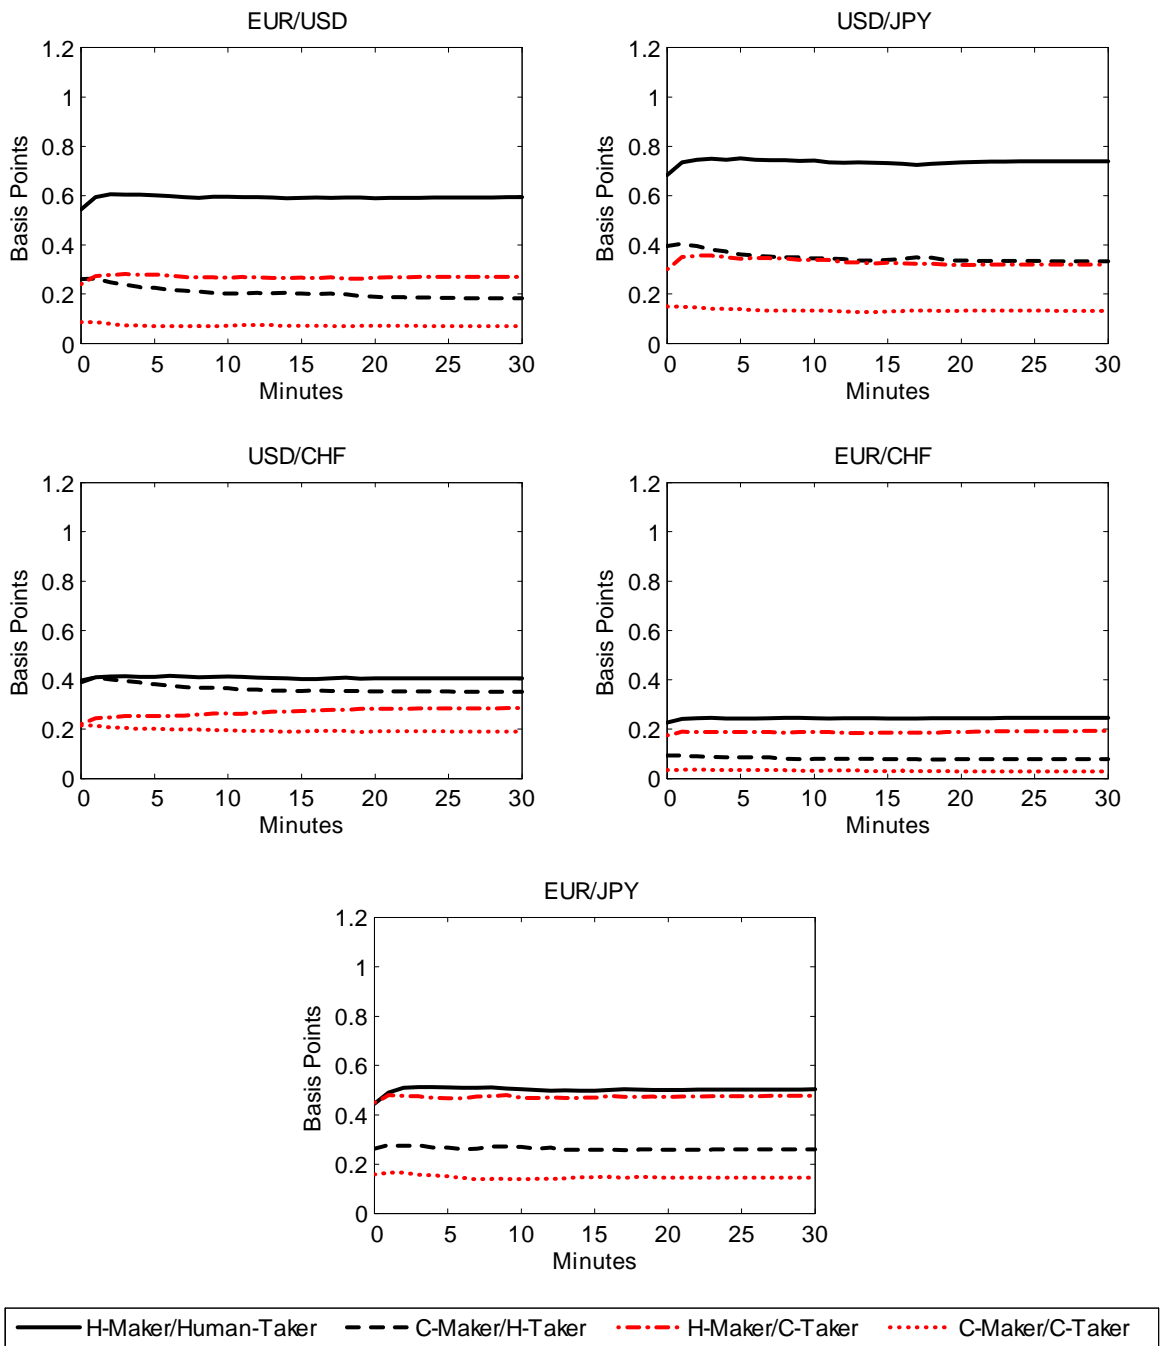 EUR/USD
1.2
1
0.8
0.6
0.4
0.2
0
Basis Points
0 5 10 15 20 25 30
Minutes
USD/JPY
1.2
1
0.8
0.6
0.4
0.2
0
Basis Points
0 5 10 15 20 25 30
Minutes
USD/CHF
1.2
1
0.8
0.6
0.4
0.2
0
Basis Points
0 5 10 15 20 25 30
Minutes
EUR/CHF
1.2
1
0.8
0.6
0.4
0.2
0
Basis Points
0 5 10 15 20 25 30
Minutes
EUR/JPY
1.2
1
0.8
0.6
0.4
0.2
0
Basis Points
0 5 10 15 20 25 30
Minutes
H-Maker/Human-Taker C-Maker/H-Taker H-Maker/C-Taker C-Maker/C-Taker